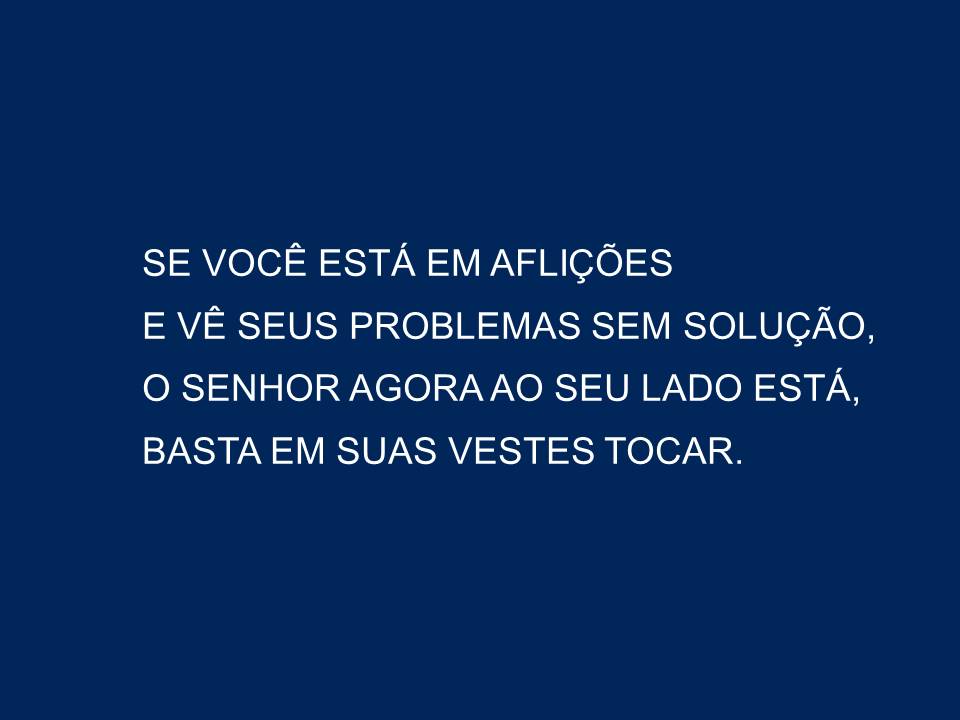 SE VOCÊ ESTÁ EM AFLIÇÕES
E VÊ SEUS PROBLEMAS SEM SOLUÇÃO,
O SENHOR AGORA AO SEU LADO ESTÁ,
BASTA EM SUAS VESTES TOCAR.